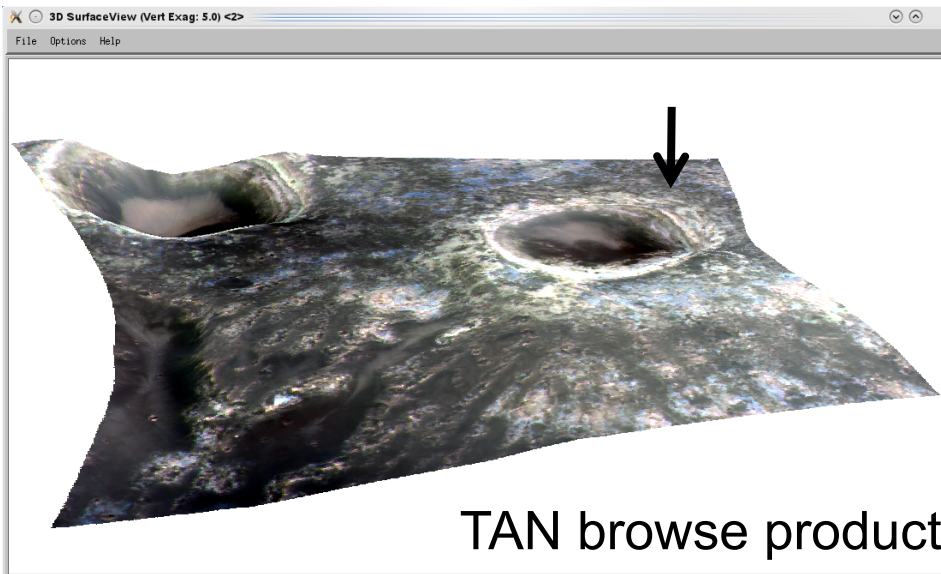 3D SurfaceView (Vert Exag: 5.0) <2>
File Options Help
TAN browse product